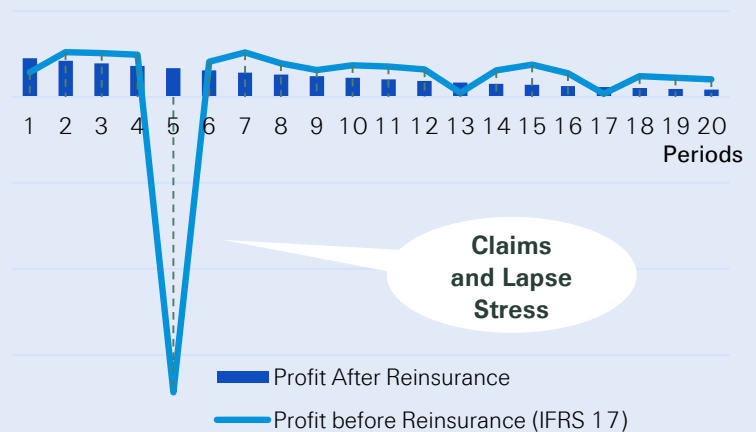 1 2 3 4 5 6 7 8 9 10 11 12 13 14 15 16 17 18 19 20
Periods
Claims
and Lapse
Stress
Profit After Reinsurance
Profit before Reinsurance (IFRS 17)